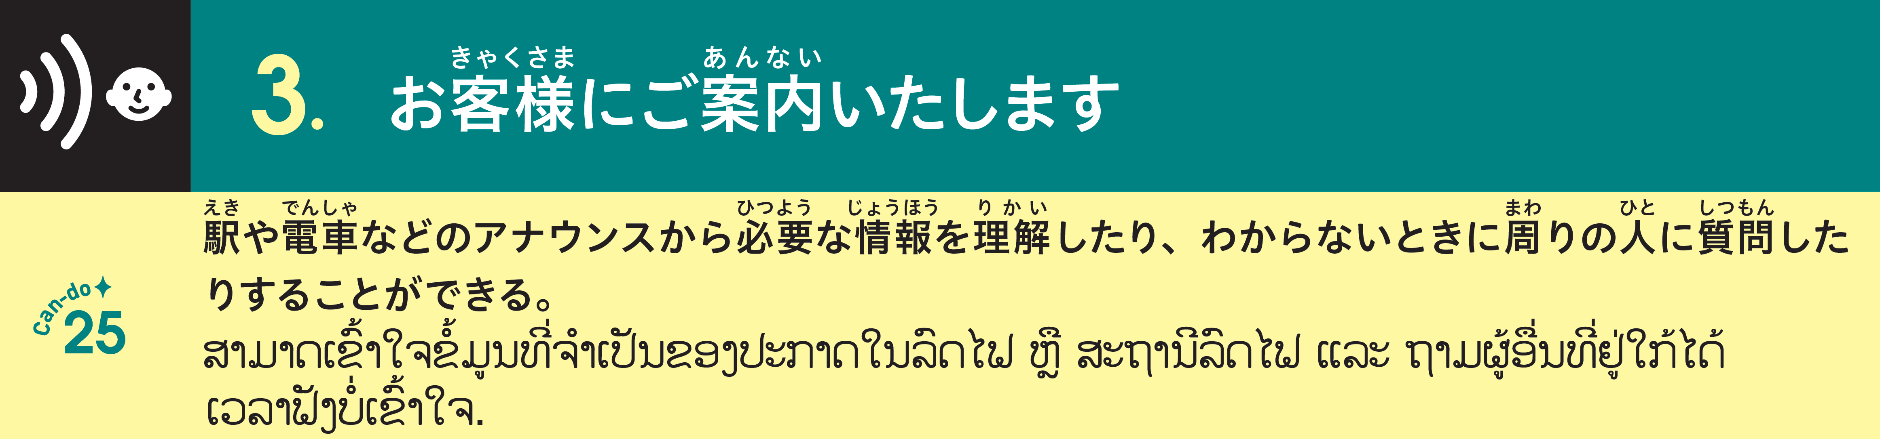 きゃくさま あんない
3. お客様にご案内いたします
えき でんしゃ ひつよう じょうほう りかい まわ ひと しつもん
駅や電車などのアナウンスから必要な情報を理解したり、わからないときに周りの人に質問した
りすることができる。
Can-do
25
ສາມາດເຂົ້າໃຈຂໍ້ມູນທີ່ຈຳເປັນຂອງປະກາດໃນລົດໄຟ ຫຼື ສະຖານີລົດໄຟ ແລະ ຖາມຜູ້ອື່ນທີ່ຢູ່ໃກ້ໄດ້
ເວລາຟັງບໍ່ເຂົ້າໃຈ.